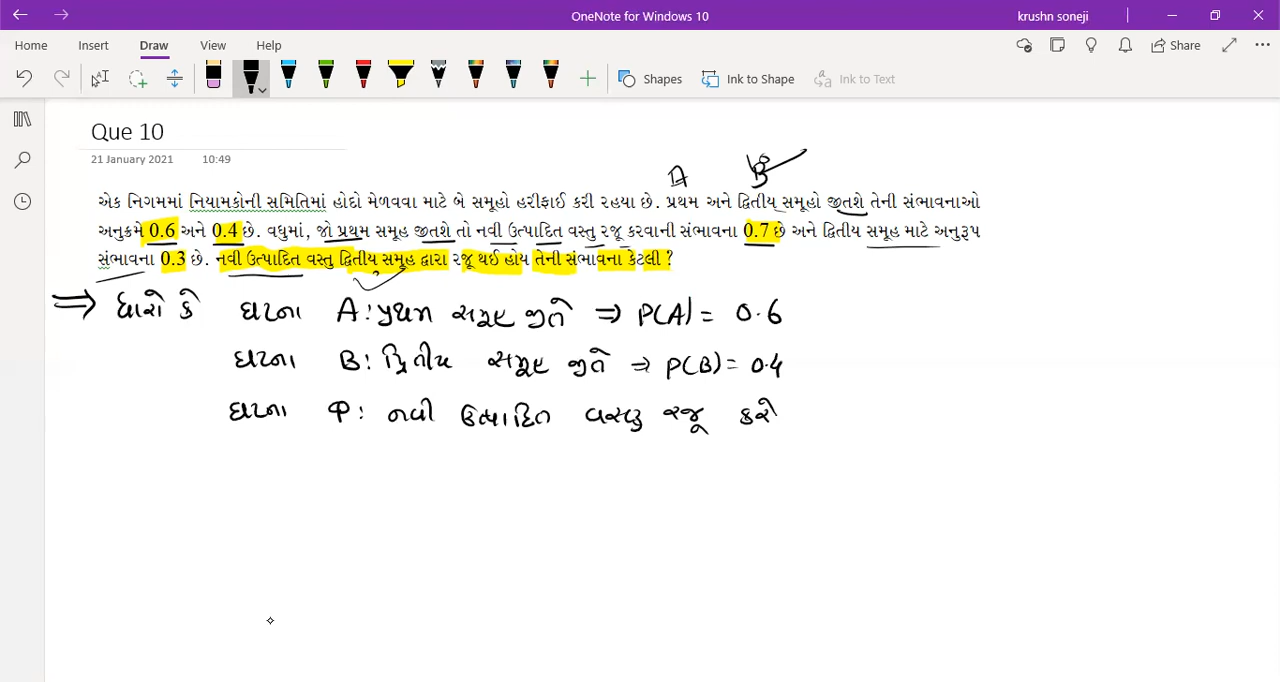 OneNote for Windows 10
krushn soneji
Home Insert Draw View Help
Share
Shapes Ink to Shape Ink to Text
Que 10
21 January 2021 10:49
A B
એક નિગમમાં નિયામકોની સમિતિમાં હોદો મેળવવા માટે બે સમૂહો હરીફાઈ કરી રહયા છે. પ્રથમ અને દ્વિતીય સમૂહો જીતશે તેની સંભાવનાઓ
અનુક્રમે 0.6 અને 0.4 છે. વધુમાં, જો પ્રથમ સમૂહ જીતશે તો નવી ઉત્પાદિત વસ્તુ રજૂ કરવાની સંભાવના 0.7 છે અને દ્વિતીય સમૂહ માટે અનુરૂપ
સંભાવના 0.3 છે. નવી ઉત્પાદિત વસ્તુ દ્વિતીય સમૂહ દ્વારા રજૂ થઈ હોય તેની સંભાવના કેટલી ?
⇒ ધારો કે ઘટના A: પ્રથમ સમૂહ જીતે ⇒ P(A) = 0.6
ઘટના B: દ્વિતીય સમૂહ જીતે ⇒ P(B) = 0.4
ઘટના P: નવી ઉત્પાદિત વસ્તુ રજૂ કરો